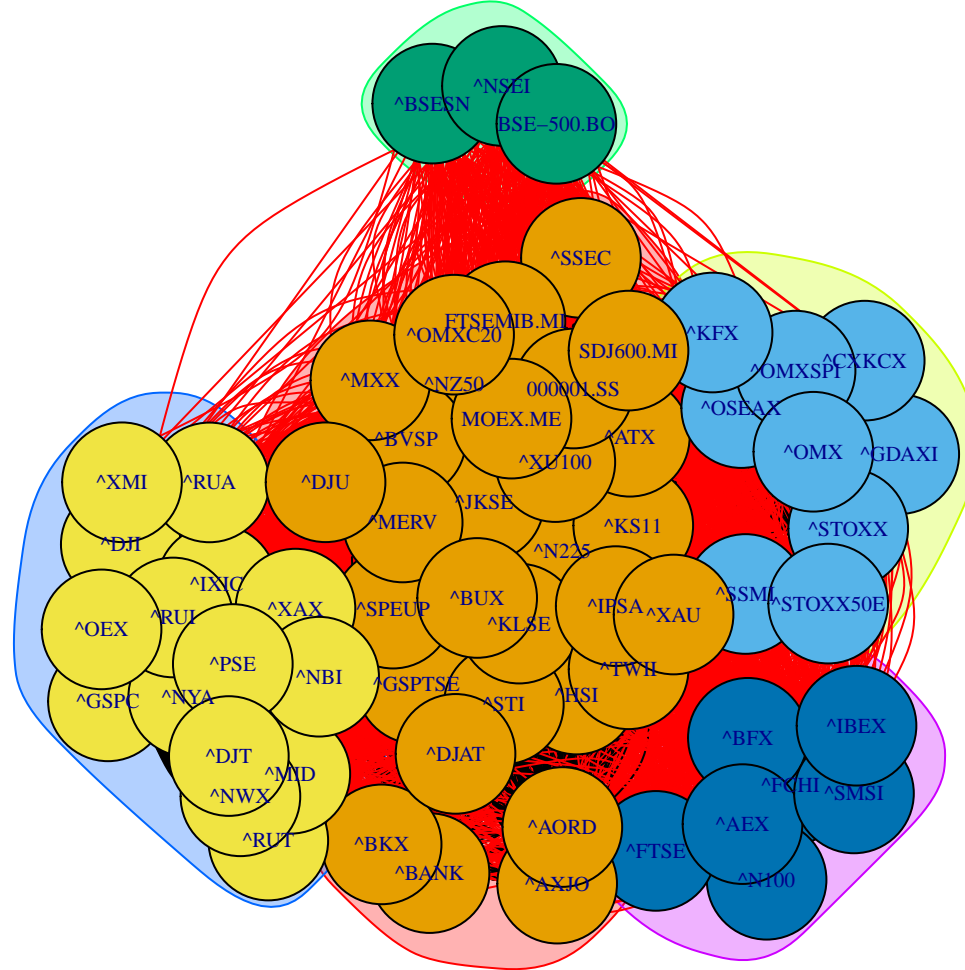 ^NSEI
^BSESN
BSE-500.BO
^SSEC
FTSEMIB.MI
^OMXC20
^KFX
SDJ600.MI
^CXKCX
^OMXSPI
^MXX
^NZ50
000001.SS
^OSEAX
MOEX.ME
^BVSP
^ATX
^OMX
^GDAXI
^XU100
^XMI
^RUA
^DJU
^JKSE
^MERV
^KS11
^STOXX
^DJI
^N225
^IXIC
^SSMI
^STOXX50E
^BUX
^IPSA
^XAU
^SPEUP
^XAX
^RUI
^OEX
^KLSE
^PSE
^TWII
^NBI
^GSPTSE
^HSI
^NYA
^GSPC
^STI
^IBEX
^BFX
^DJT
^DJAT
^MID
^FCHI
^SMSI
^NWX
^AEX
^AORD
^RUT
^BKX
^FTSE
^BANK
^N100
^AXJO